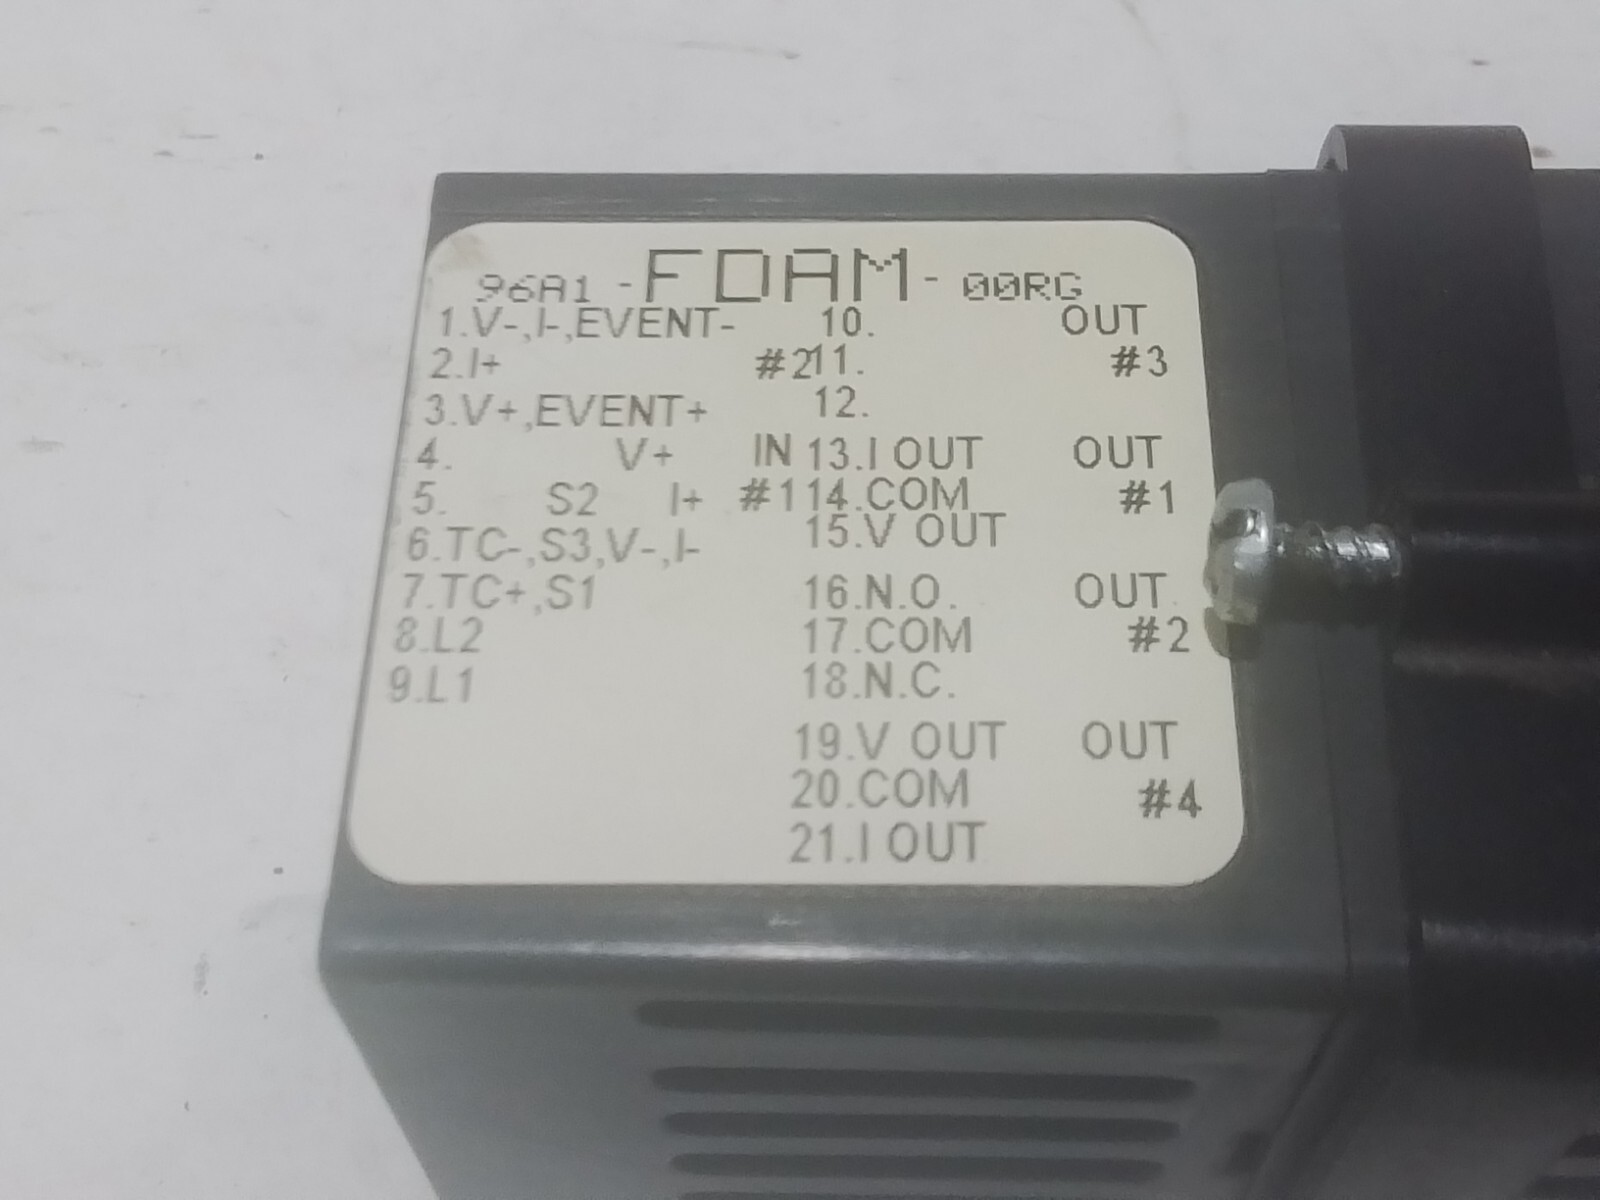 96A1 - FDAM - 00RG
1.V-,I-,EVENT- 10. OUT
2.I+ #2 11. #3
3.V+,EVENT+ 12.
4. V+ IN 13.I OUT OUT
5. S2 I+ #1 14.COM #1
6.TC-,S3,V-,I- 15.V OUT
7.TC+,S1 16.N.O. OUT
8.L2 17.COM #2
9.L1 18.N.C.
19.V OUT OUT
20.COM #4
21.I OUT